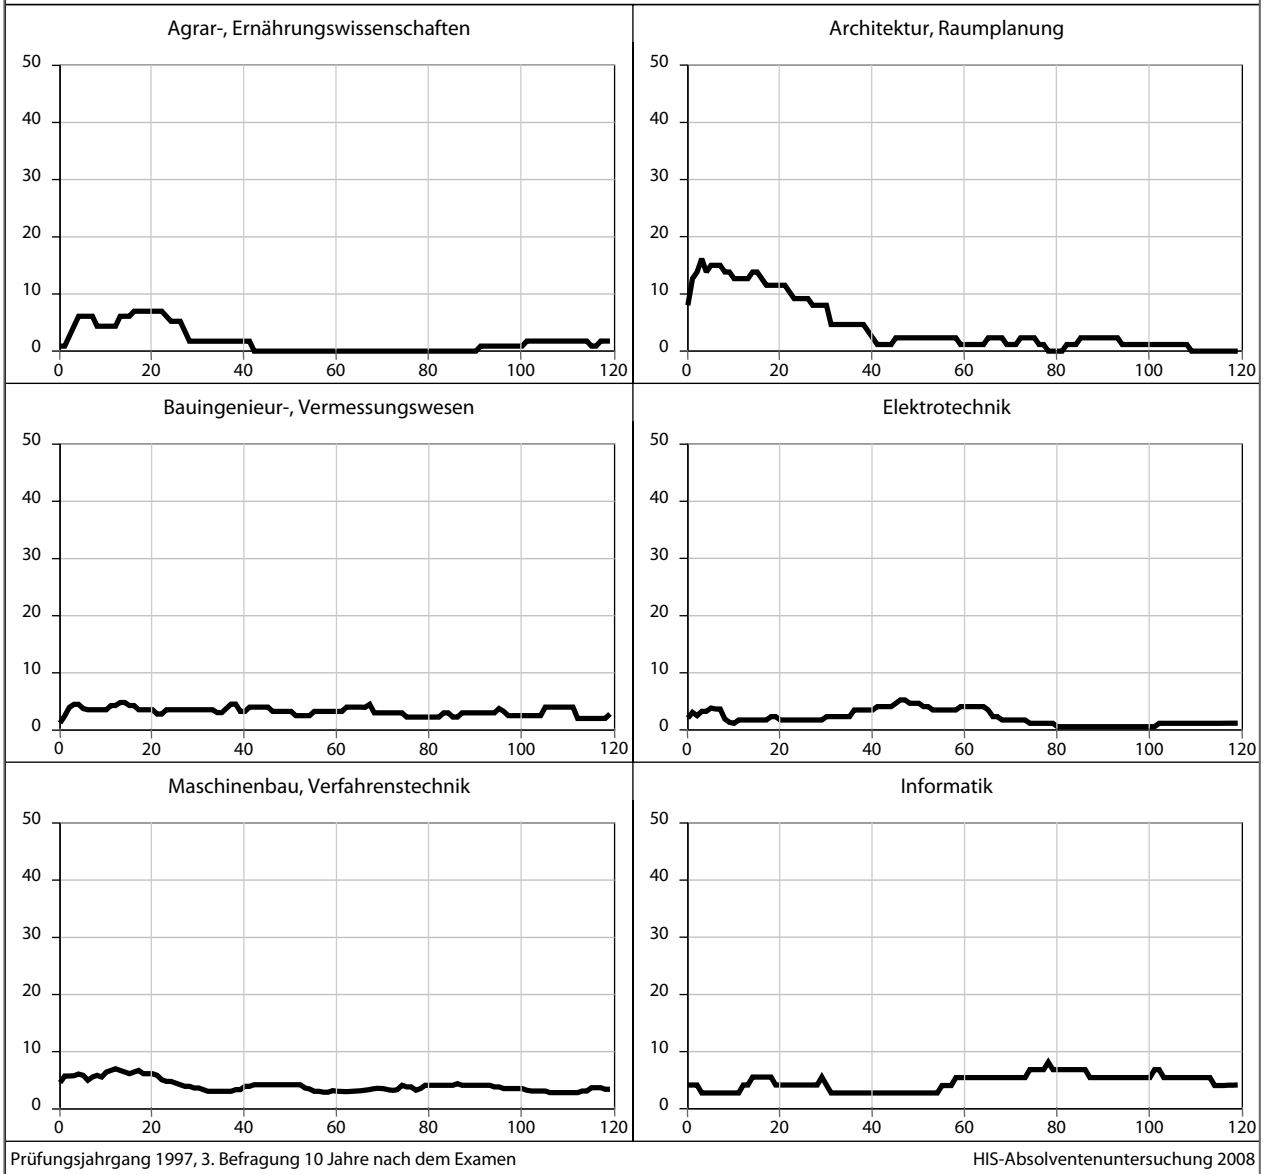 Agrar-, Ernährungswissenschaften
50
40
30
20
10
0
0 20 40 60 80 100 120
Architektur, Raumplanung
50
40
30
20
10
0
0 20 40 60 80 100 120
Bauingenieur-, Vermessungswesen
50
40
30
20
10
0
0 20 40 60 80 100 120
Elektrotechnik
50
40
30
20
10
0
0 20 40 60 80 100 120
Maschinenbau, Verfahrenstechnik
50
40
30
20
10
0
0 20 40 60 80 100 120
Informatik
50
40
30
20
10
0
0 20 40 60 80 100 120
Prüfungsjahrgang 1997, 3. Befragung 10 Jahre nach dem Examen
HIS-Absolventenuntersuchung 2008